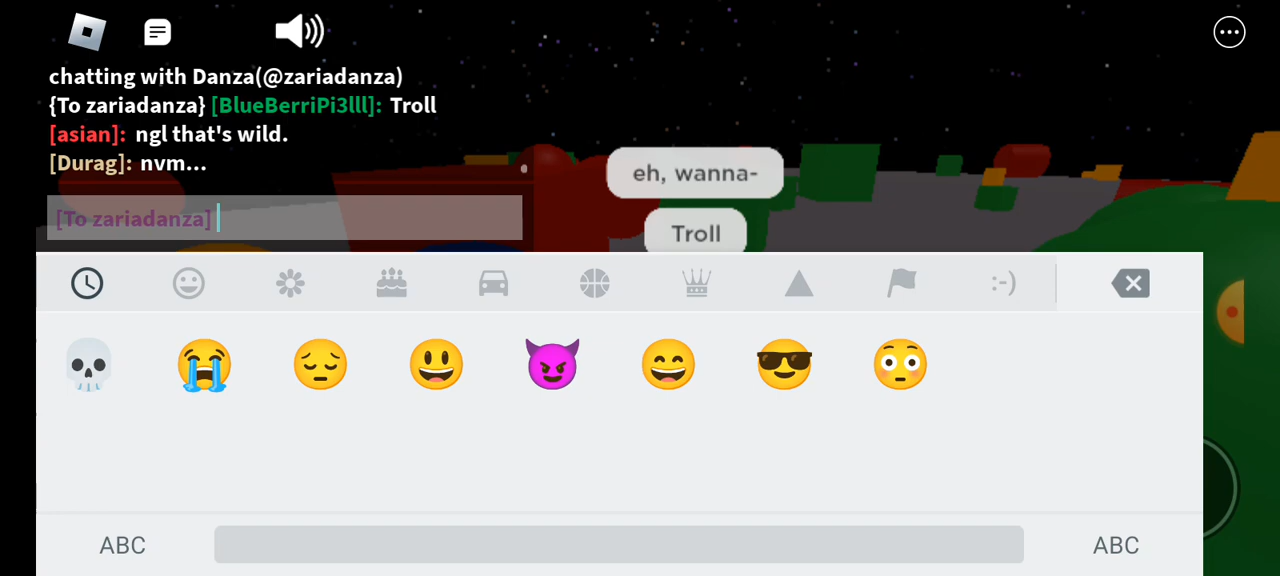 chatting with Danza(@zariadanza)
{To zariadanza} [BlueBerriPi3lll]: Troll
[asian]: ngl that's wild.
[Durag]: nvm...
[To zariadanza]
eh, wanna-
Troll
:-)
ABC
ABC